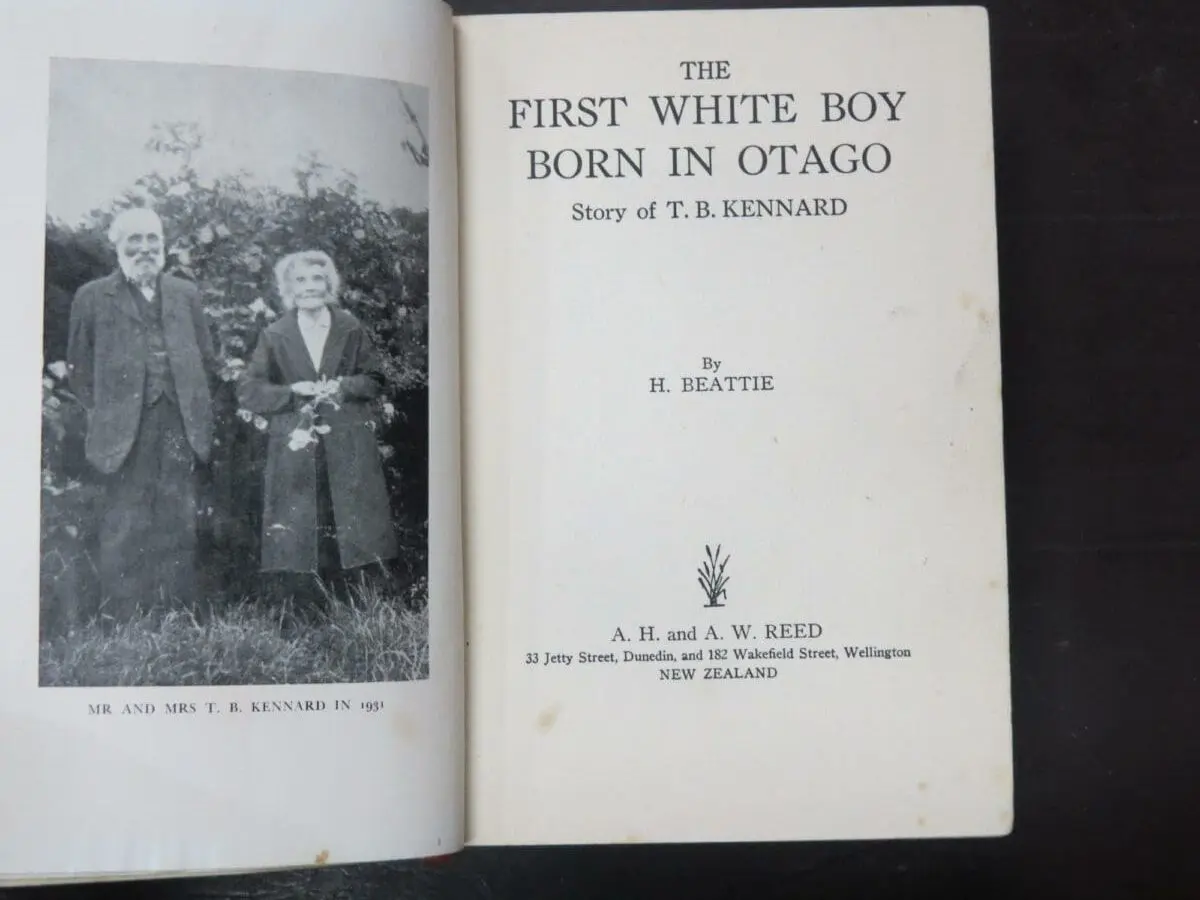 MR AND MRS T. B. KENNARD IN 1931
THE
FIRST WHITE BOY
BORN IN OTAGO
Story of T. B. KENNARD
By
H. BEATTIE
A. H. and A. W. REED
33 Jetty Street, Dunedin, and 182 Wakefield Street, Wellington
NEW ZEALAND